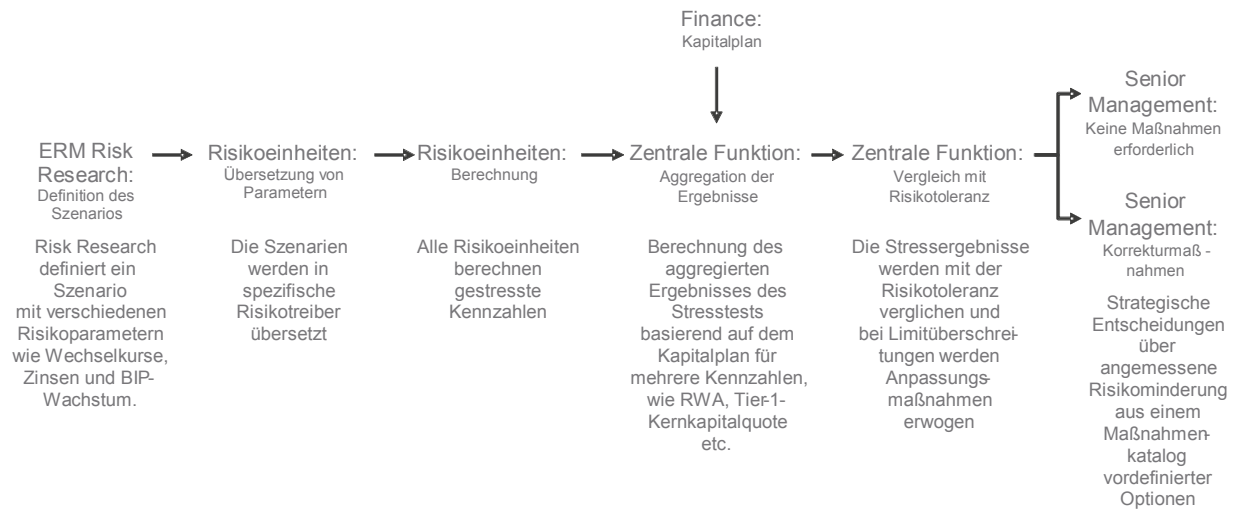 Finance:
Kapitalplan
ERM Risk
Research:
Definition des
Szenarios
Risk Research
definiert ein
Szenario
mit verschiedenen
Risikoparametern
wie Wechselkurse,
Zinsen und BIP-
Wachstum.
Risikoeinheiten:
Übersetzung von
Parametern
Die Szenarien
werden in
spezifische
Risikotreiber
übersetzt
Risikoeinheiten:
Berechnung
Alle Risikoeinheiten
berechnen
gestresste
Kennzahlen
Zentrale Funktion:
Aggregation der
Ergebnisse
Berechnung des
aggregierten
Ergebnisses des
Stresstests
basierend auf dem
Kapitalplan für
mehrere Kennzahlen,
wie RWA, Tier-1-
Kernkapitalquote
etc.
Zentrale Funktion:
Vergleich mit
Risikotoleranz
Die Stressergebnisse
werden mit der
Risikotoleranz
verglichen und
bei Limitüberschrei-
tungen werden
Anpassungs-
maßnahmen
erwogen
Senior
Management:
Keine Maßnahmen
erforderlich
Senior
Management:
Korrekturmaß -
nahmen
Strategische
Entscheidungen
über
angemessene
Risikominderung
aus einem
Maßnahmen-
katalog
vordefinierter
Optionen